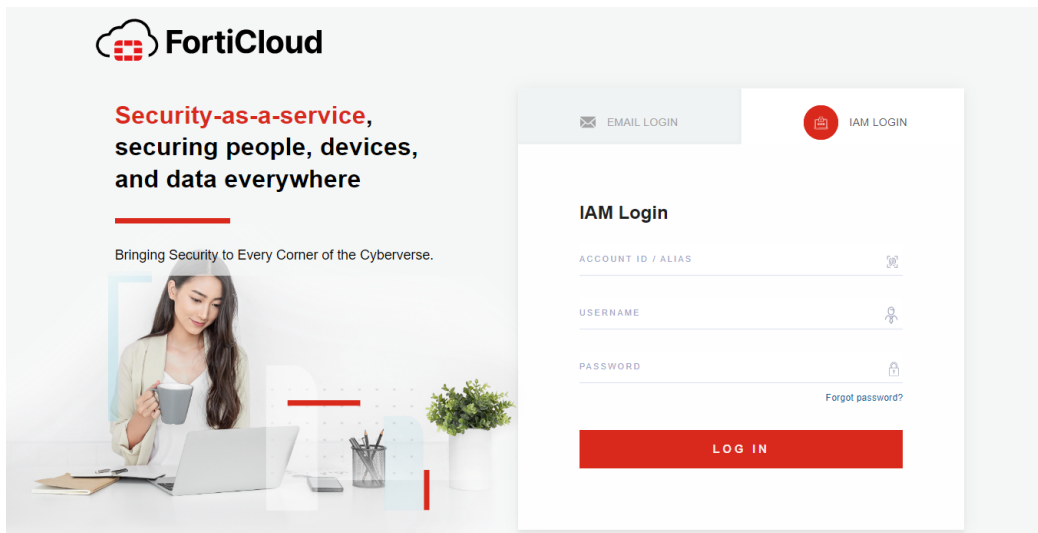 FortiCloud
Security-as-a-service,
securing people, devices,
and data everywhere
Bringing Security to Every Corner of the Cyberverse.
EMAIL LOGIN
IAM LOGIN
IAM Login
ACCOUNT ID / ALIAS
USERNAME
PASSWORD
Forgot password?
LOG IN